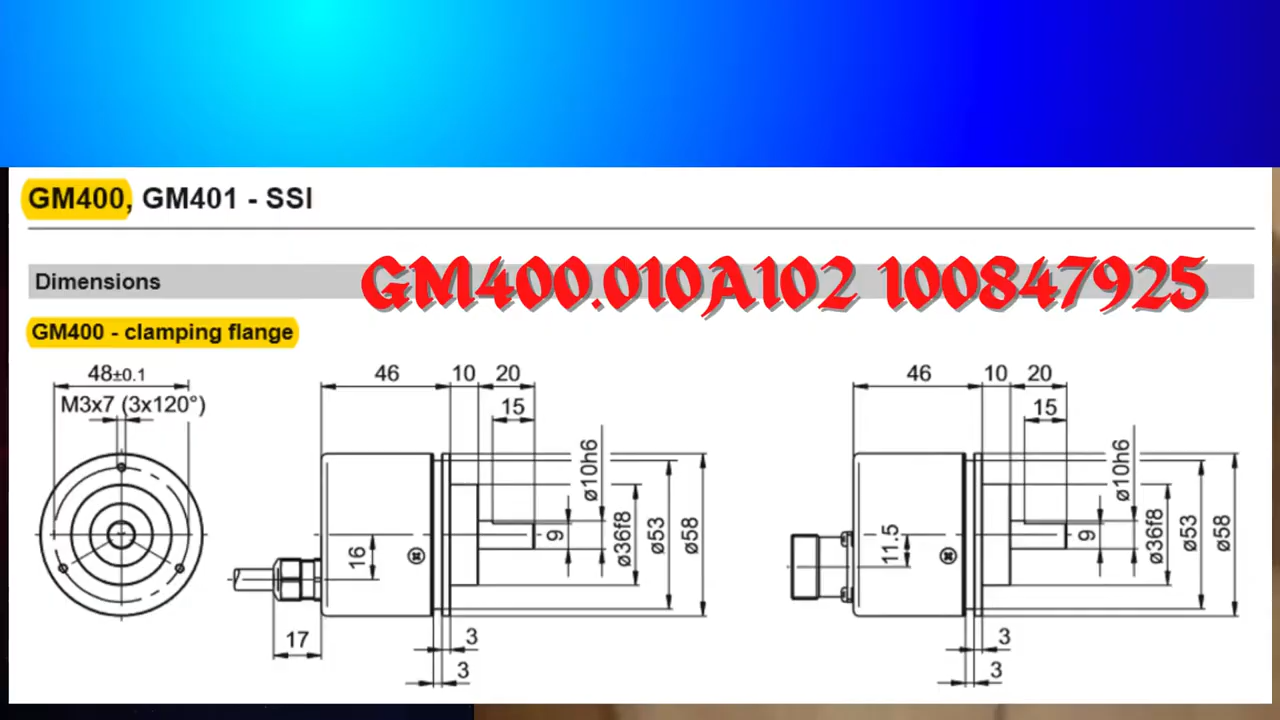 GM400, GM401 - SSI
Dimensions
GM400.010A102 100847925
GM400 - clamping flange
48±0.1
M3x7 (3x120°)
46 10 20
15
ø10h6
9
ø36f8
ø53
ø58
16
17
3
3
46 10 20
15
ø10h6
9
ø36f8
ø53
ø58
11.5
3
3